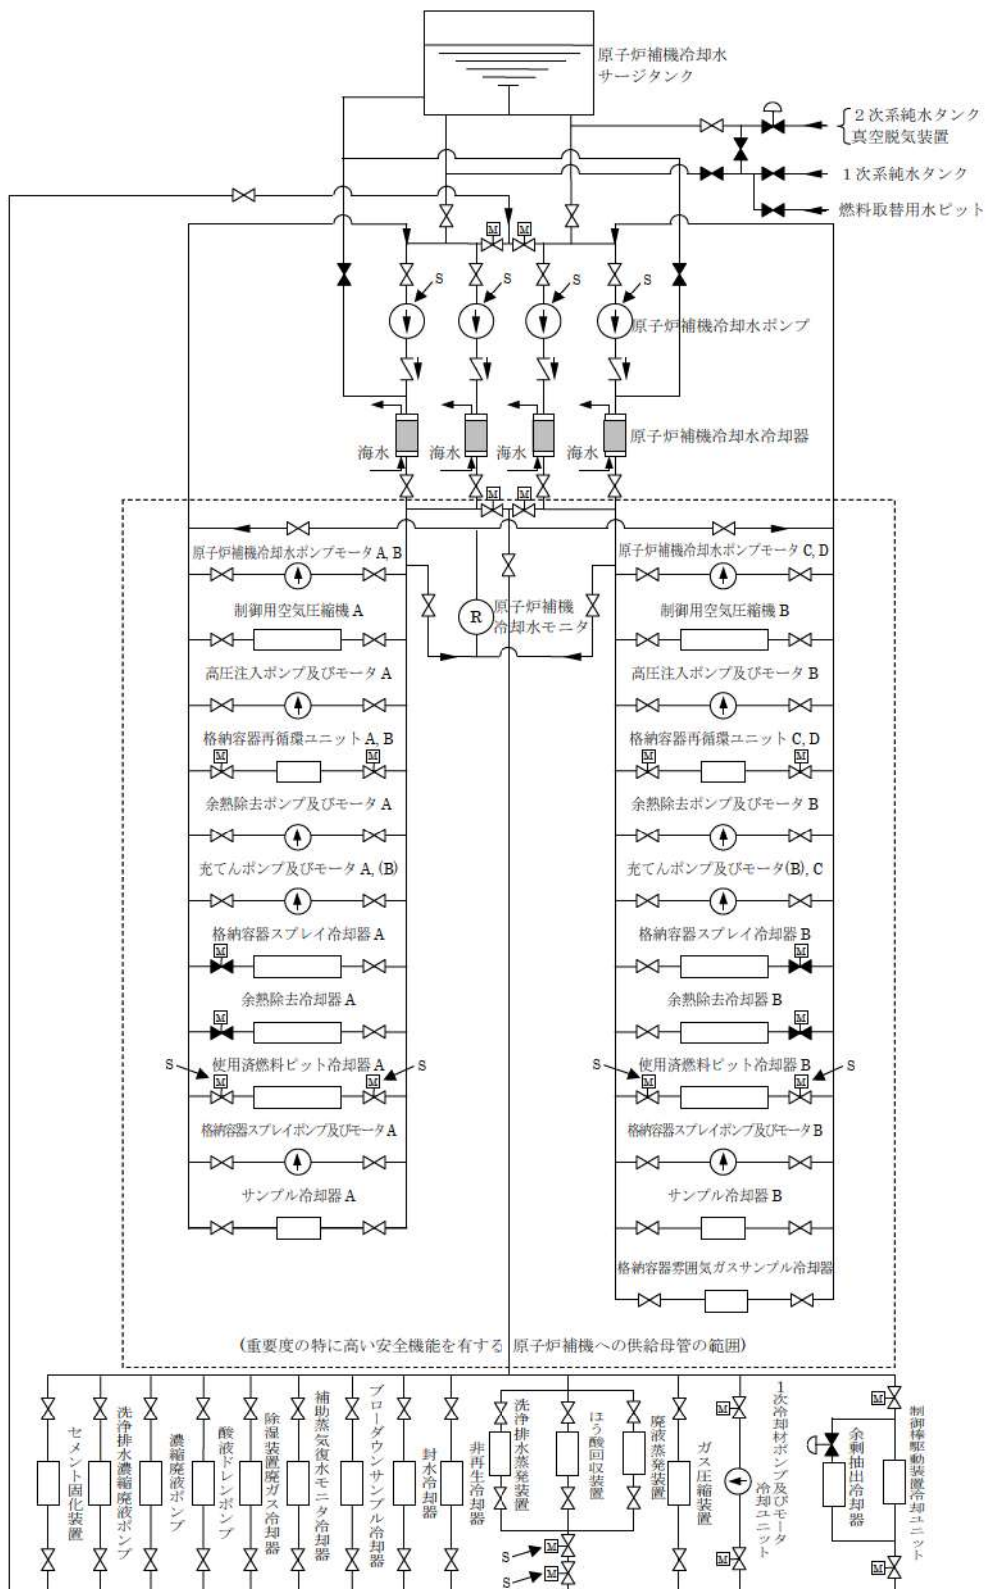 原子炉補機冷却水
サージタンク
２次系純水タンク
真空脱気装置
１次系純水タンク
燃料取替用水ピット
M
M
S
S
S
S
原子炉補機冷却水ポンプ
原子炉補機冷却水冷却器
海水
海水
海水
海水
M
M
原子炉補機冷却水ポンプモータ A, B
原子炉補機冷却水ポンプモータ C, D
制御用空気圧縮機 A
R
原子炉補機
冷却水モニタ
制御用空気圧縮機 B
高圧注入ポンプ及びモータ A
高圧注入ポンプ及びモータ B
格納容器再循環ユニット A, B
M
M
格納容器再循環ユニット C, D
M
M
余熱除去ポンプ及びモータ A
余熱除去ポンプ及びモータ B
充てんポンプ及びモータ A, (B)
充てんポンプ及びモータ(B), C
格納容器スプレイ冷却器 A
M
格納容器スプレイ冷却器 B
M
余熱除去冷却器 A
M
余熱除去冷却器 B
M
使用済燃料ピット冷却器 A
S
M
M
S
使用済燃料ピット冷却器 B
S
M
M
S
格納容器スプレイポンプ及びモータ A
格納容器スプレイポンプ及びモータ B
サンプル冷却器 A
サンプル冷却器 B
格納容器雰囲気ガスサンプル冷却器
(重要度の特に高い安全機能を有する 原子炉補機への供給母管の範囲)
セメント固化装置
洗浄排水濃縮廃液ポンプ
濃縮廃液ポンプ
酸液ドレンポンプ
除湿装置廃ガス冷却器
補助蒸気復水モニタ冷却器
ブローダウンサンプル冷却器
封水冷却器
非再生冷却器
洗浄排水蒸発装置
ほう酸回収装置
S
M
S
M
廃液蒸発装置
ガス圧縮装置
M
M
１次冷却材ポンプ及びモータ
冷却ユニット
余剰抽出冷却器
M
M
制御棒駆動装置冷却ユニット